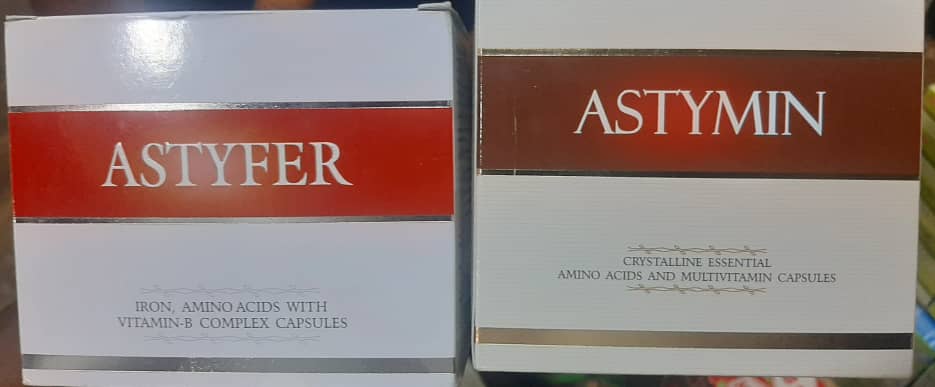 ASTYFER
IRON, AMINO ACIDS WITH
VITAMIN-B COMPLEX CAPSULES
ASTYMIN
CRYSTALLINE ESSENTIAL
AMINO ACIDS AND MULTIVITAMIN CAPSULES